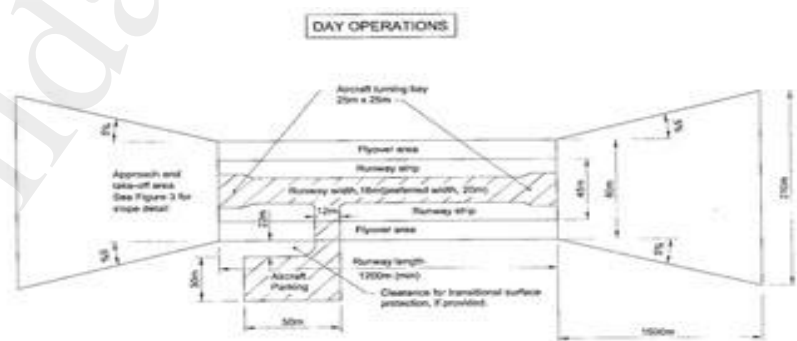 DAY OPERATIONS
Aircraft turning bay
25m x 25m
5%
5%
Flyover area
Runway strip
Approach and
take-off area
See Figure 3 for
slope detail
Runway width, 18m(preferred width, 20m)
45m
210m
12m
Runway strip
Flyover area
5%
5%
Runway length
1200m (min)
30m
Aircraft
Parking
Clearance for transitional surface
protection, if provided.
50m